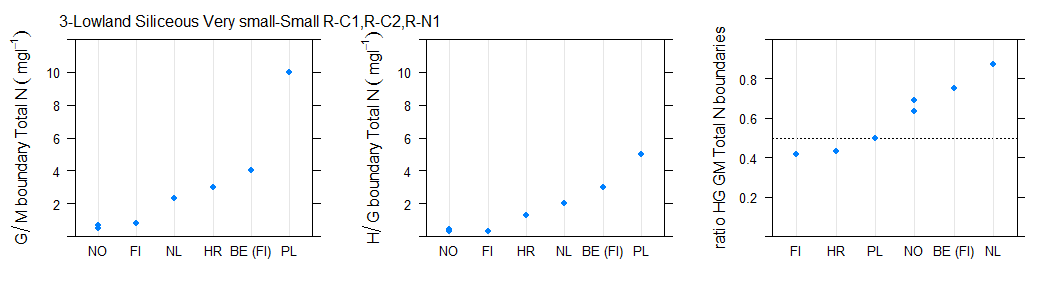 3-Lowland Siliceous Very small-Small R-C1,R-C2,R-N1
G/M boundary Total N ( mgl⁻¹)
10
8
6
4
2
NO FI NL HR BE (FI) PL
H/G boundary Total N ( mgl⁻¹)
10
8
6
4
2
NO FI HR NL BE (FI) PL
ratio HG GM Total N boundaries
0.8
0.6
0.4
0.2
FI HR PL NO BE (FI) NL